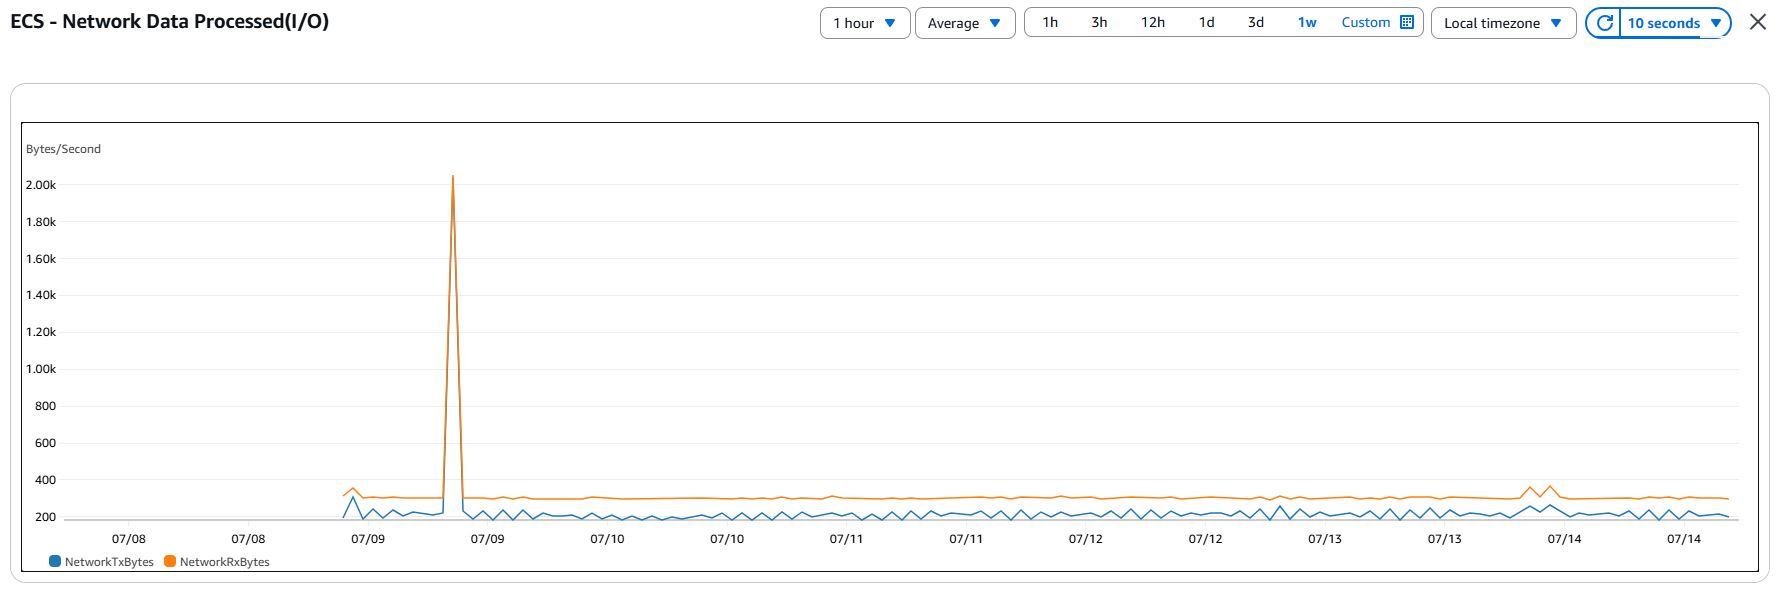 ECS - Network Data Processed(I/O)
1 hour Average 1h 3h 12h 1d 3d 1w Custom Local timezone 10 seconds
Bytes/Second
2.00k
1.80k
1.60k
1.40k
1.20k
1.00k
800
600
400
200
07/08 07/08 07/09 07/09 07/10 07/10 07/11 07/11 07/12 07/12 07/13 07/13 07/14 07/14
NetworkTxBytes NetworkRxBytes